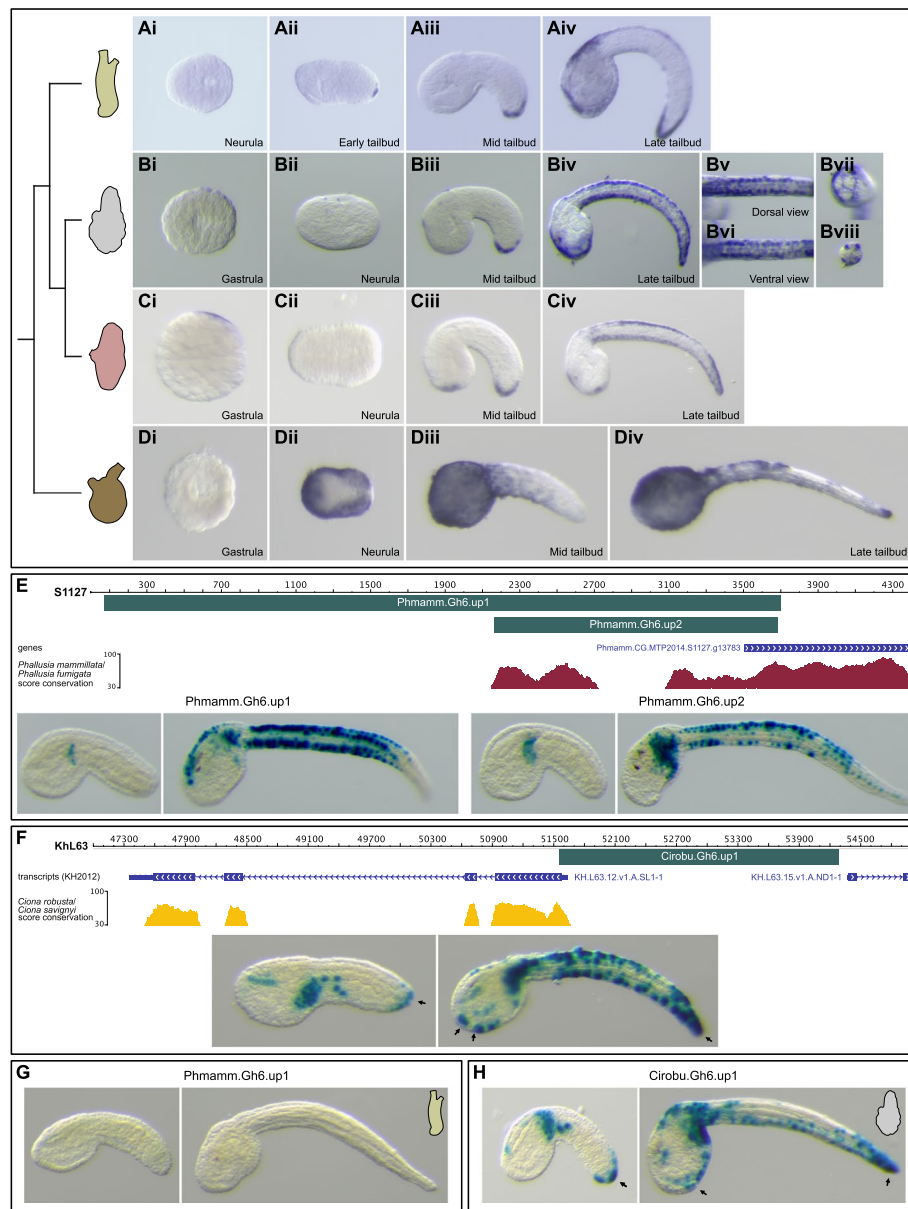 Ai
Aii
Aiii
Aiv
Neurula
Early tailbud
Mid tailbud
Late tailbud
Bi
Bii
Biii
Biv
Bv
Bvii
Dorsal view
Bvi
Bviii
Gastrula
Neurula
Mid tailbud
Late tailbud
Ventral view
Ci
Cii
Ciii
Civ
Gastrula
Neurula
Mid tailbud
Late tailbud
Di
Dii
Diii
Div
Gastrula
Neurula
Mid tailbud
Late tailbud
E
S1127
300 700 1100 1500 1900 2300 2700 3100 3500 3900 4300
Phmamm.Gh6.up1
Phmamm.Gh6.up2
genes
Phmamm.CG.MTP2014.S1127.g13783
Phallusia mammillata/
Phallusia fumigata
score conservation
100
30
Phmamm.Gh6.up1
Phmamm.Gh6.up2
F
KhL63
47300 47900 48500 49100 49700 50300 50900 51500 52100 52700 53300 53900 54500
Cirobu.Gh6.up1
transcripts (KH2012)
KH.L63.12.v1.A.SL1-1
KH.L63.15.v1.A.ND1-1
Ciona robusta/
Ciona savignyi
score conservation
100
30
G
Phmamm.Gh6.up1
H
Cirobu.Gh6.up1